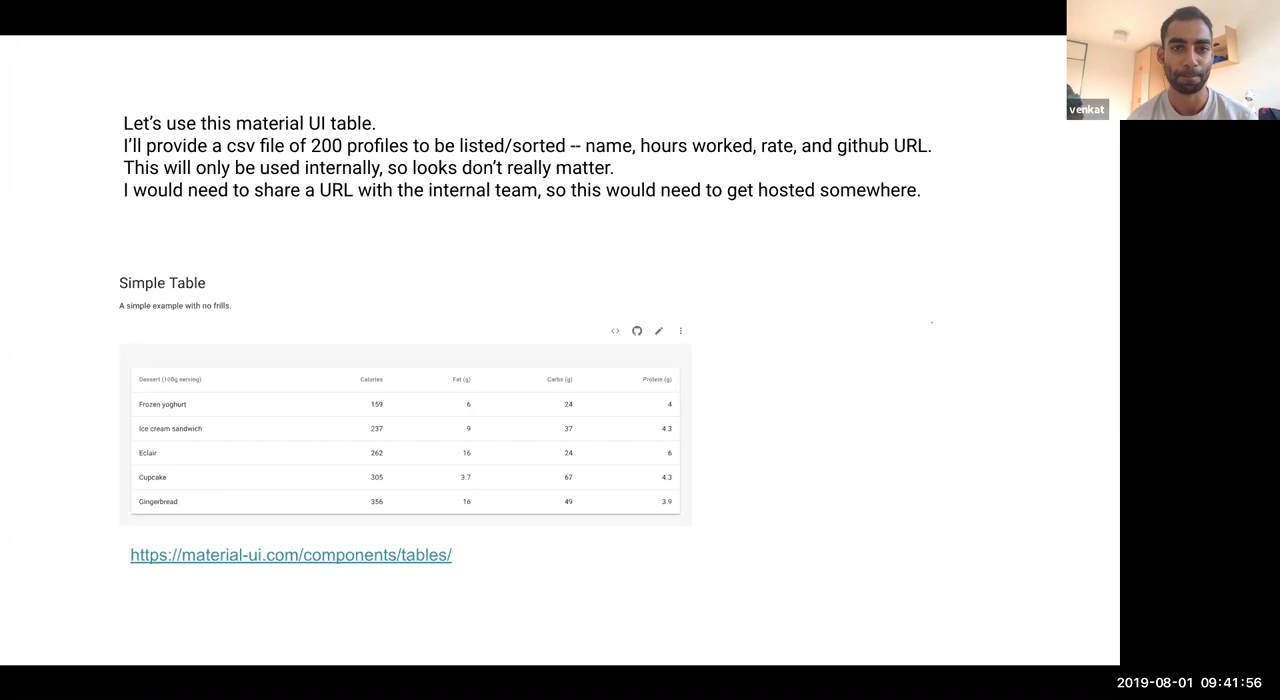 venkat
Let's use this material UI table.
I'll provide a csv file of 200 profiles to be listed/sorted -- name, hours worked, rate, and github URL.
This will only be used internally, so looks don't really matter.
I would need to share a URL with the internal team, so this would need to get hosted somewhere.
Simple Table
A simple example with no frills.
Dessert (100g serving) Calories Fat (g) Carbs (g) Protein (g)
Frozen yoghurt 159 6 24 4
Ice cream sandwich 237 9 37 4.3
Eclair 262 16 24 6
Cupcake 305 3.7 67 4.3
Gingerbread 356 16 49 3.9
https://material-ui.com/components/tables/
2019-08-01 09:41:56